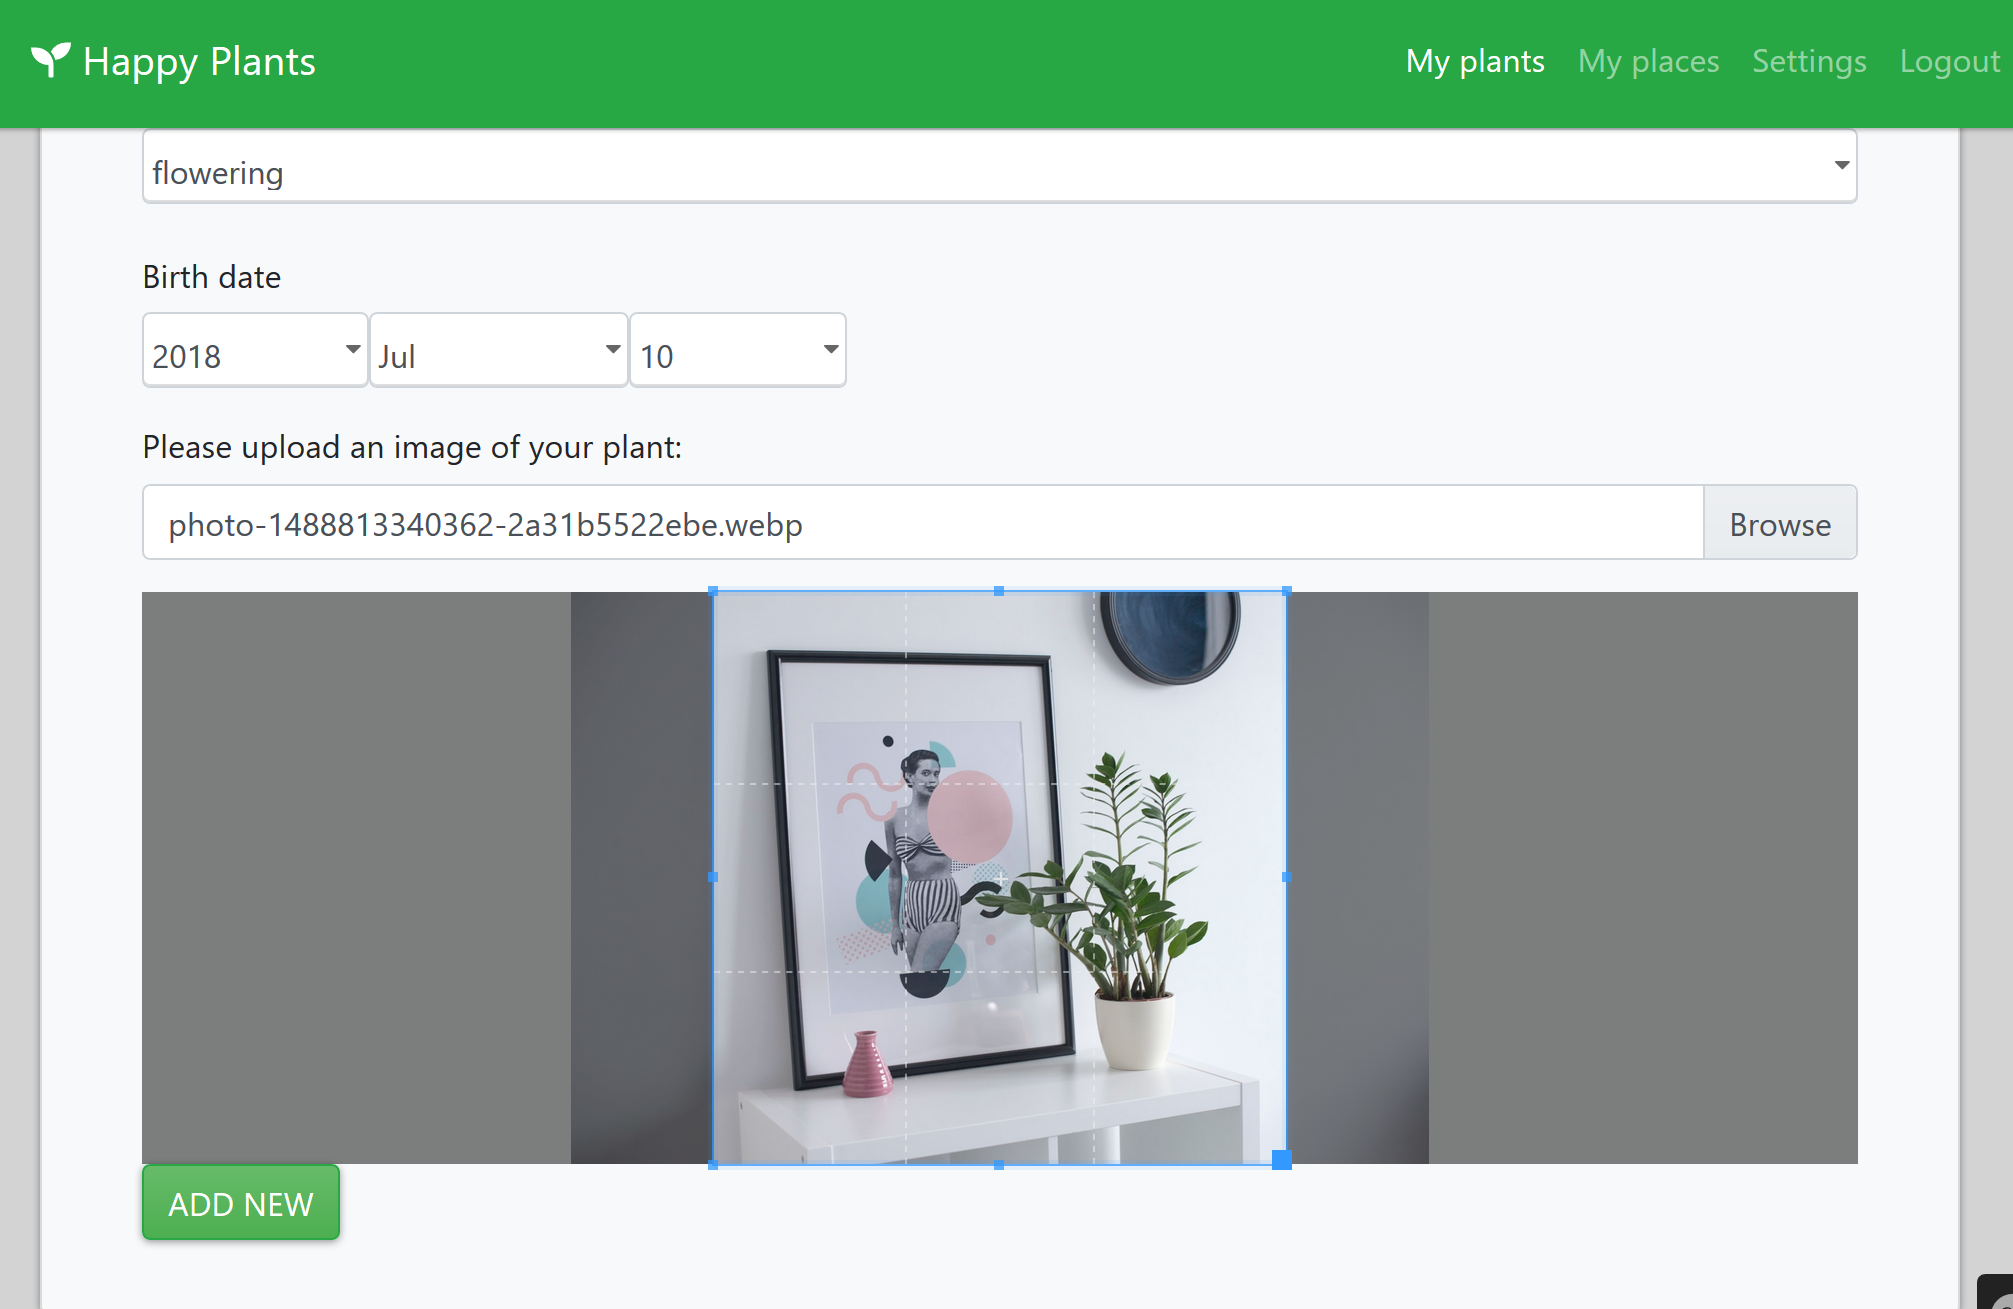 Happy Plants
My plants
My places
Settings
Logout
flowering
Birth date
2018
Jul
10
Please upload an image of your plant:
photo-1488813340362-2a31b5522ebe.webp
Browse
ADD NEW